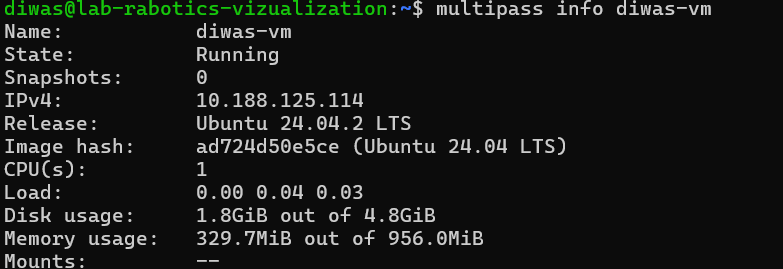 diwas@lab-rabotics-vizualization:~$ multipass info diwas-vm
Name:           diwas-vm
State:          Running
Snapshots:      0
IPv4:           10.188.125.114
Release:        Ubuntu 24.04.2 LTS
Image hash:     ad724d50e5ce (Ubuntu 24.04 LTS)
CPU(s):         1
Load:           0.00 0.04 0.03
Disk usage:     1.8GiB out of 4.8GiB
Memory usage:   329.7MiB out of 956.0MiB
Mounts:         --